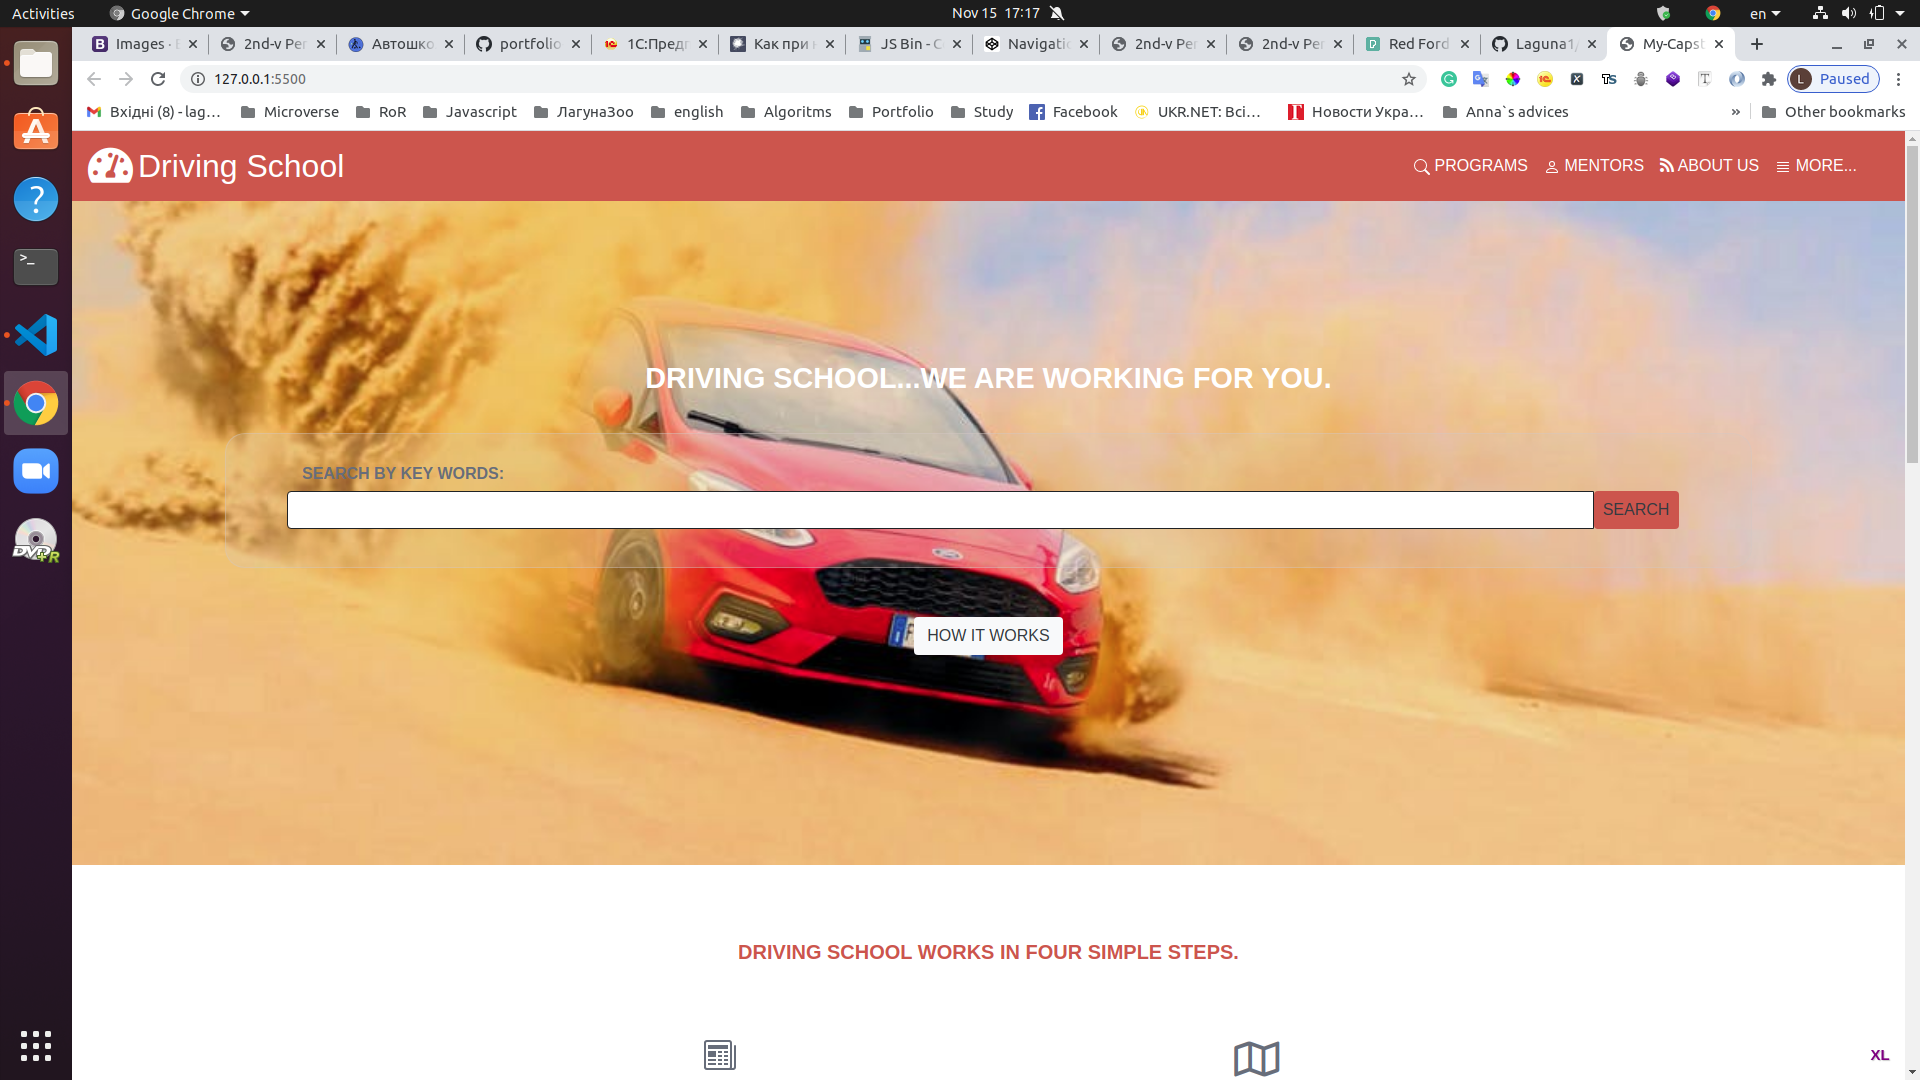 Activities
Google Chrome
Nov 15 17:17
en
Images ·
2nd-v Per
Автошко
portfolio
1С:Предп
Как при
JS Bin - C
Navigatio
2nd-v Per
2nd-v Per
Red Ford
Laguna1/
My-Capst
127.0.0.1:5500
L Paused
Вхідні (8) - lag...
Microverse
RoR
Javascript
ЛагунаЗоо
english
Algoritms
Portfolio
Study
Facebook
UKR.NET: Всі...
Новости Укра...
Anna`s advices
»
Other bookmarks
Driving School
PROGRAMS
MENTORS
ABOUT US
MORE...
DRIVING SCHOOL...WE ARE WORKING FOR YOU.
SEARCH BY KEY WORDS:
SEARCH
HOW IT WORKS
DRIVING SCHOOL WORKS IN FOUR SIMPLE STEPS.
XL